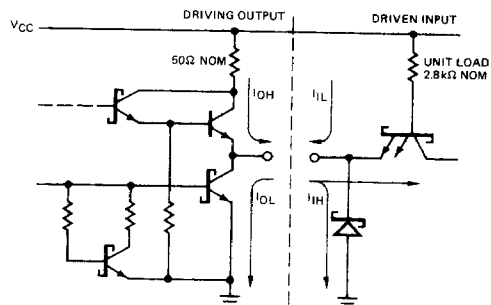 DRIVING OUTPUT
DRIVEN INPUT
VCC
50Ω NOM
UNIT LOAD
2.8kΩ NOM
IOH
IIL
IOL
IIH